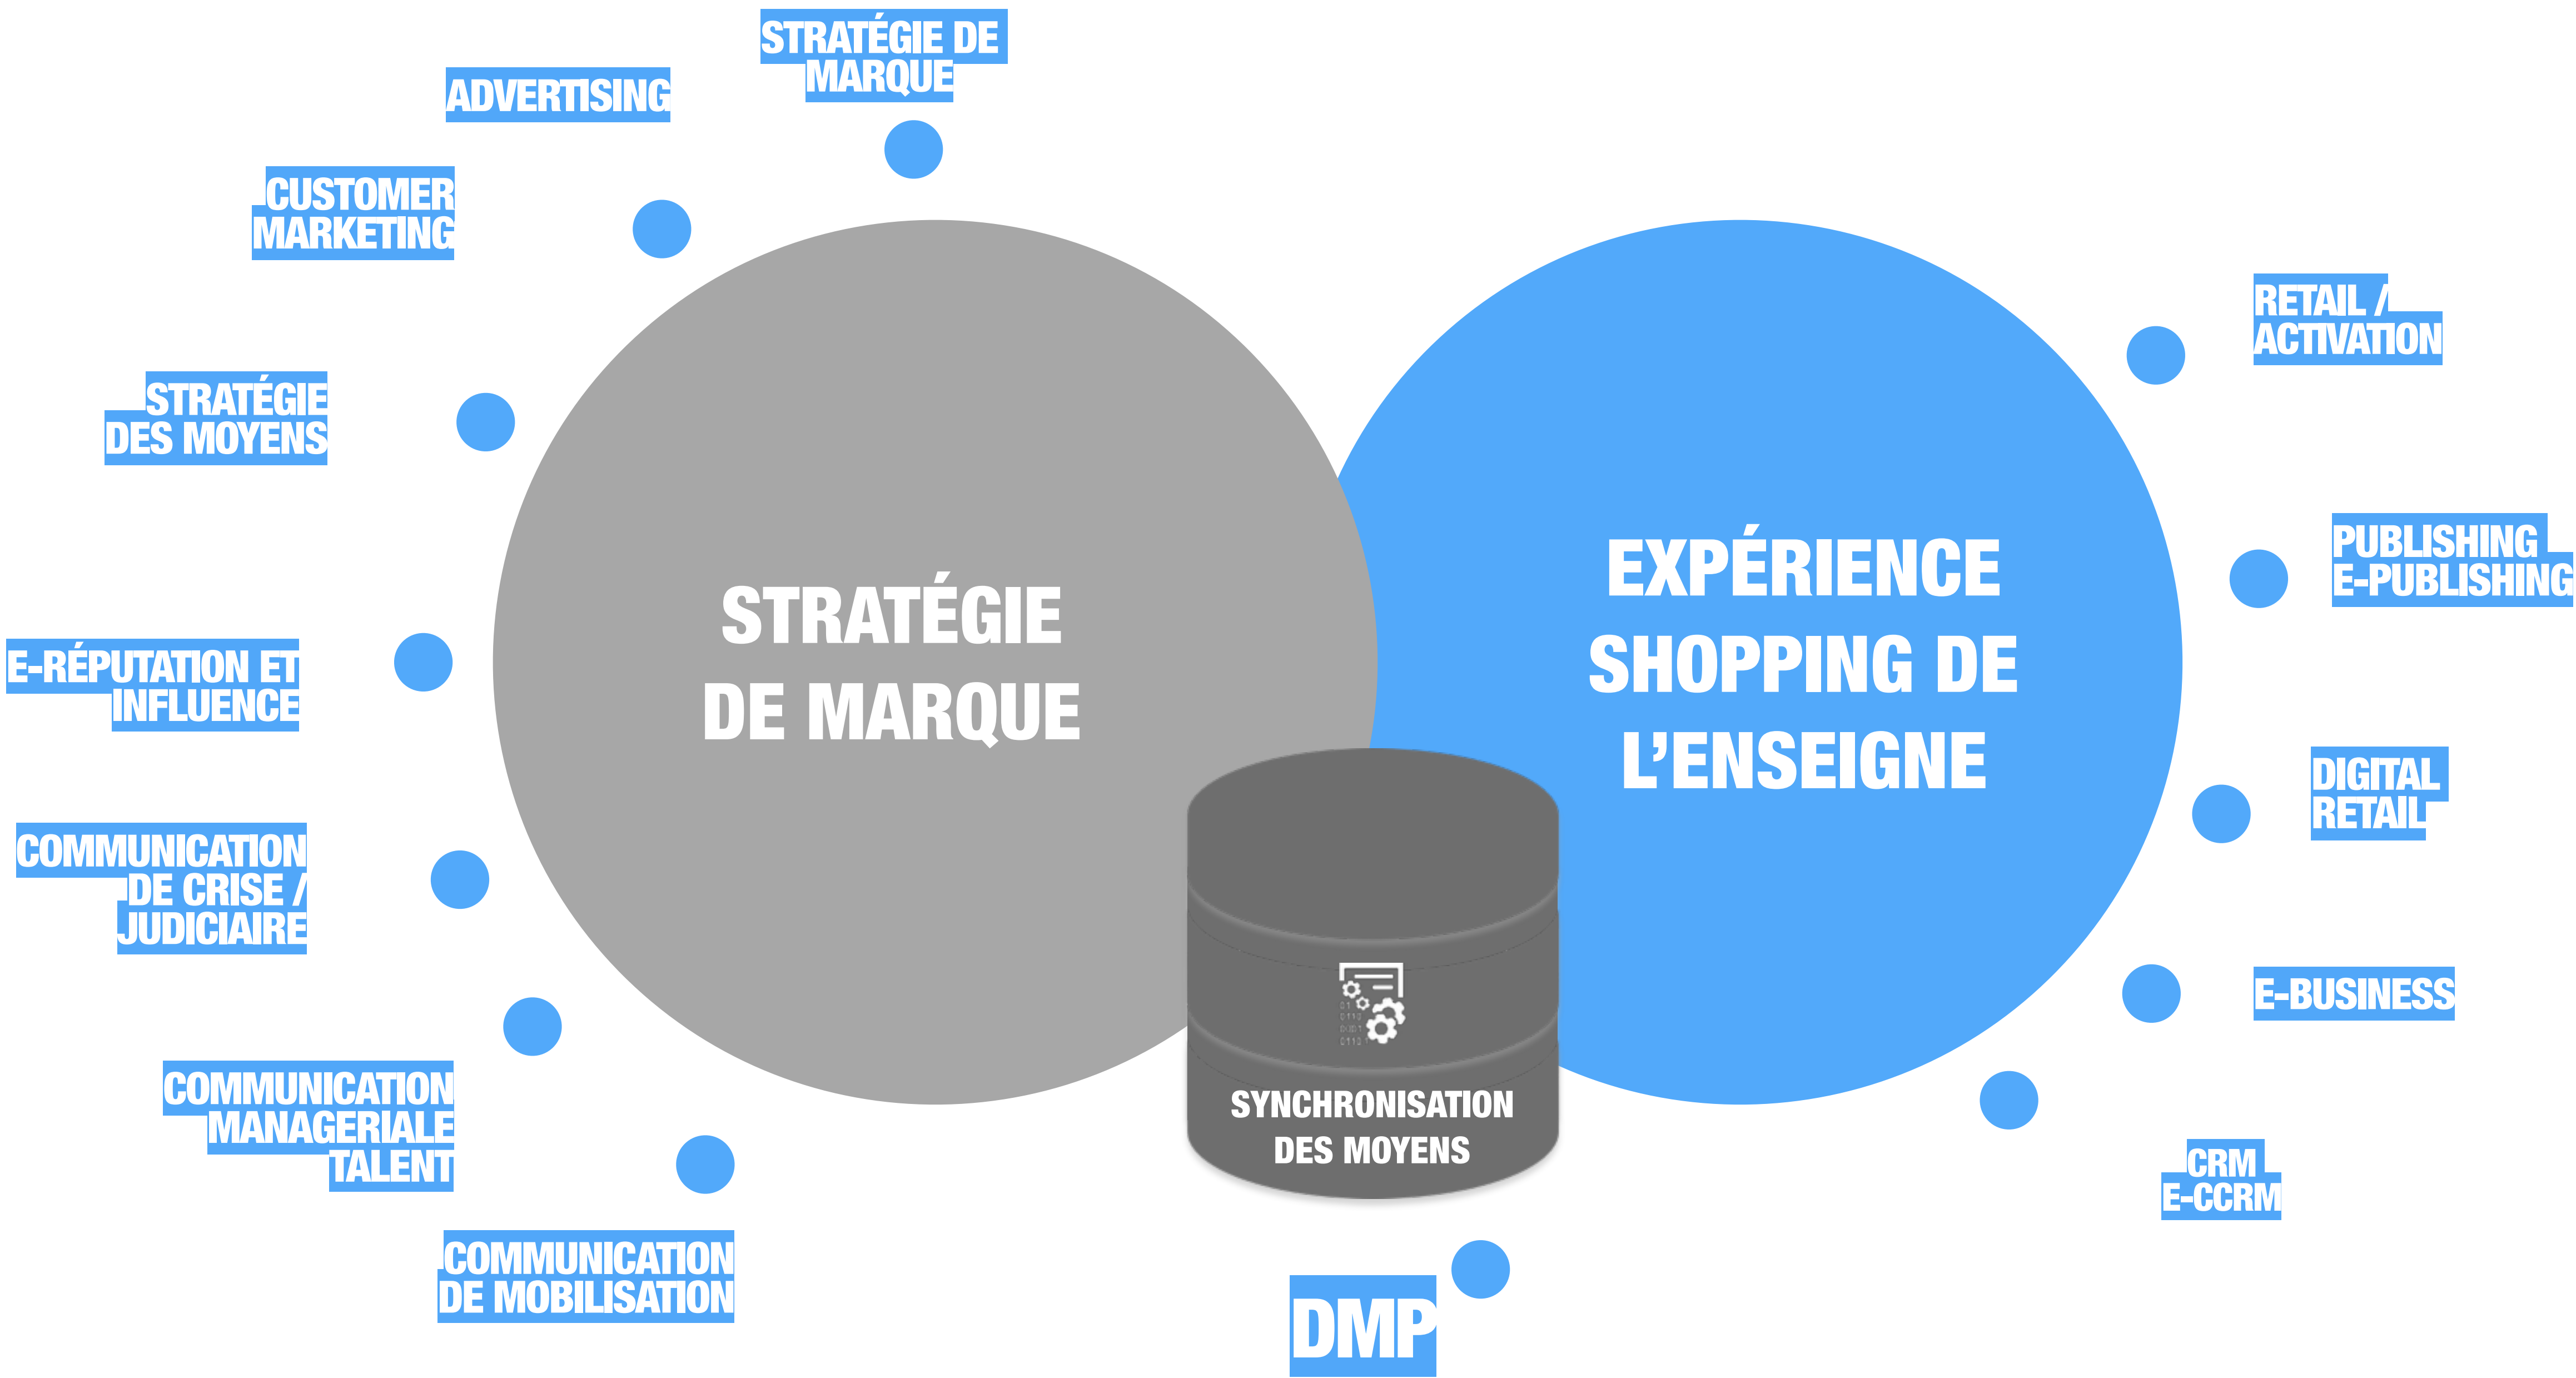 STRATÉGIE DE
MARQUE
ADVERTISING
CUSTOMER
MARKETING
STRATÉGIE
DES MOYENS
E-RÉPUTATION ET
INFLUENCE
COMMUNICATION
DE CRISE /
JUDICIAIRE
COMMUNICATION
MANAGERIALE
TALENT
COMMUNICATION
DE MOBILISATION
STRATÉGIE
DE MARQUE
EXPÉRIENCE
SHOPPING DE
L’ENSEIGNE
SYNCHRONISATION
DES MOYENS
DMP
RETAIL /
ACTIVATION
PUBLISHING
E-PUBLISHING
DIGITAL
RETAIL
E-BUSINESS
CRM
E-CCRM